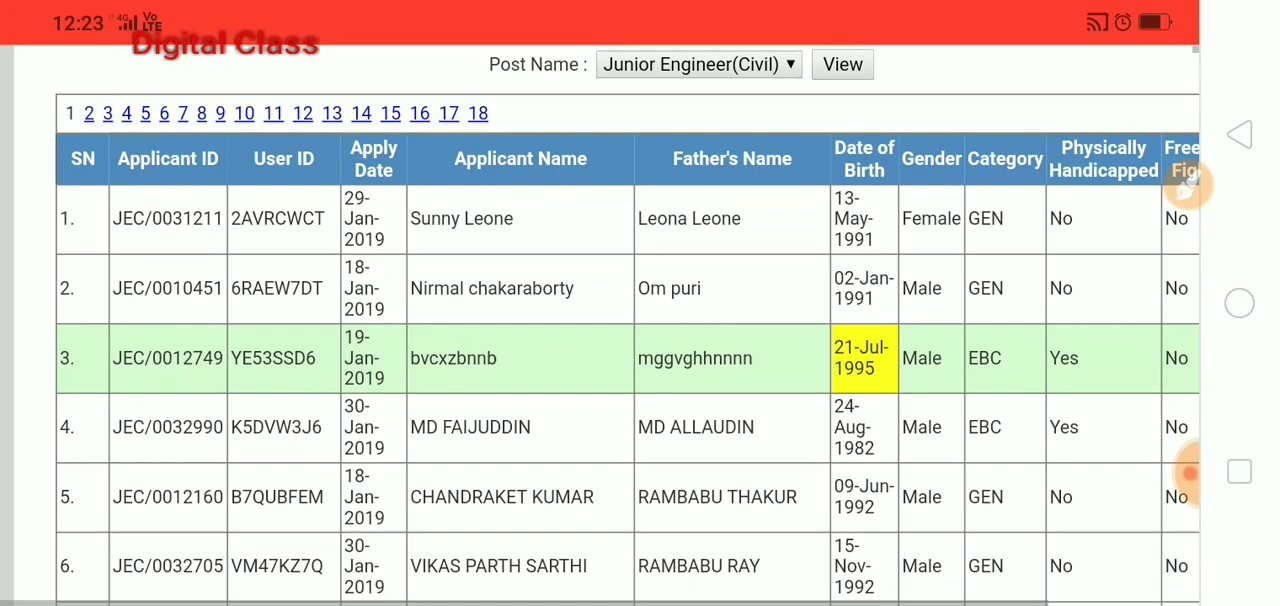 12:23 4G Vo LTE
Digital Class
Post Name : Junior Engineer(Civil) ▼ View
1 2 3 4 5 6 7 8 9 10 11 12 13 14 15 16 17 18
SN Applicant ID User ID Apply Date Applicant Name Father's Name Date of Birth Gender Category Physically Handicapped Free Fig
1. JEC/0031211 2AVRCWCT 29-Jan-2019 Sunny Leone Leona Leone 13-May-1991 Female GEN No No
2. JEC/0010451 6RAEW7DT 18-Jan-2019 Nirmal chakaraborty Om puri 02-Jan-1991 Male GEN No No
3. JEC/0012749 YE53SSD6 19-Jan-2019 bvcxzbnnb mggvghhnnnn 21-Jul-1995 Male EBC Yes No
4. JEC/0032990 K5DVW3J6 30-Jan-2019 MD FAIJUDDIN MD ALLAUDIN 24-Aug-1982 Male EBC Yes No
5. JEC/0012160 B7QUBFEM 18-Jan-2019 CHANDRAKET KUMAR RAMBABU THAKUR 09-Jun-1992 Male GEN No No
6. JEC/0032705 VM47KZ7Q 30-Jan-2019 VIKAS PARTH SARTHI RAMBABU RAY 15-Nov-1992 Male GEN No No